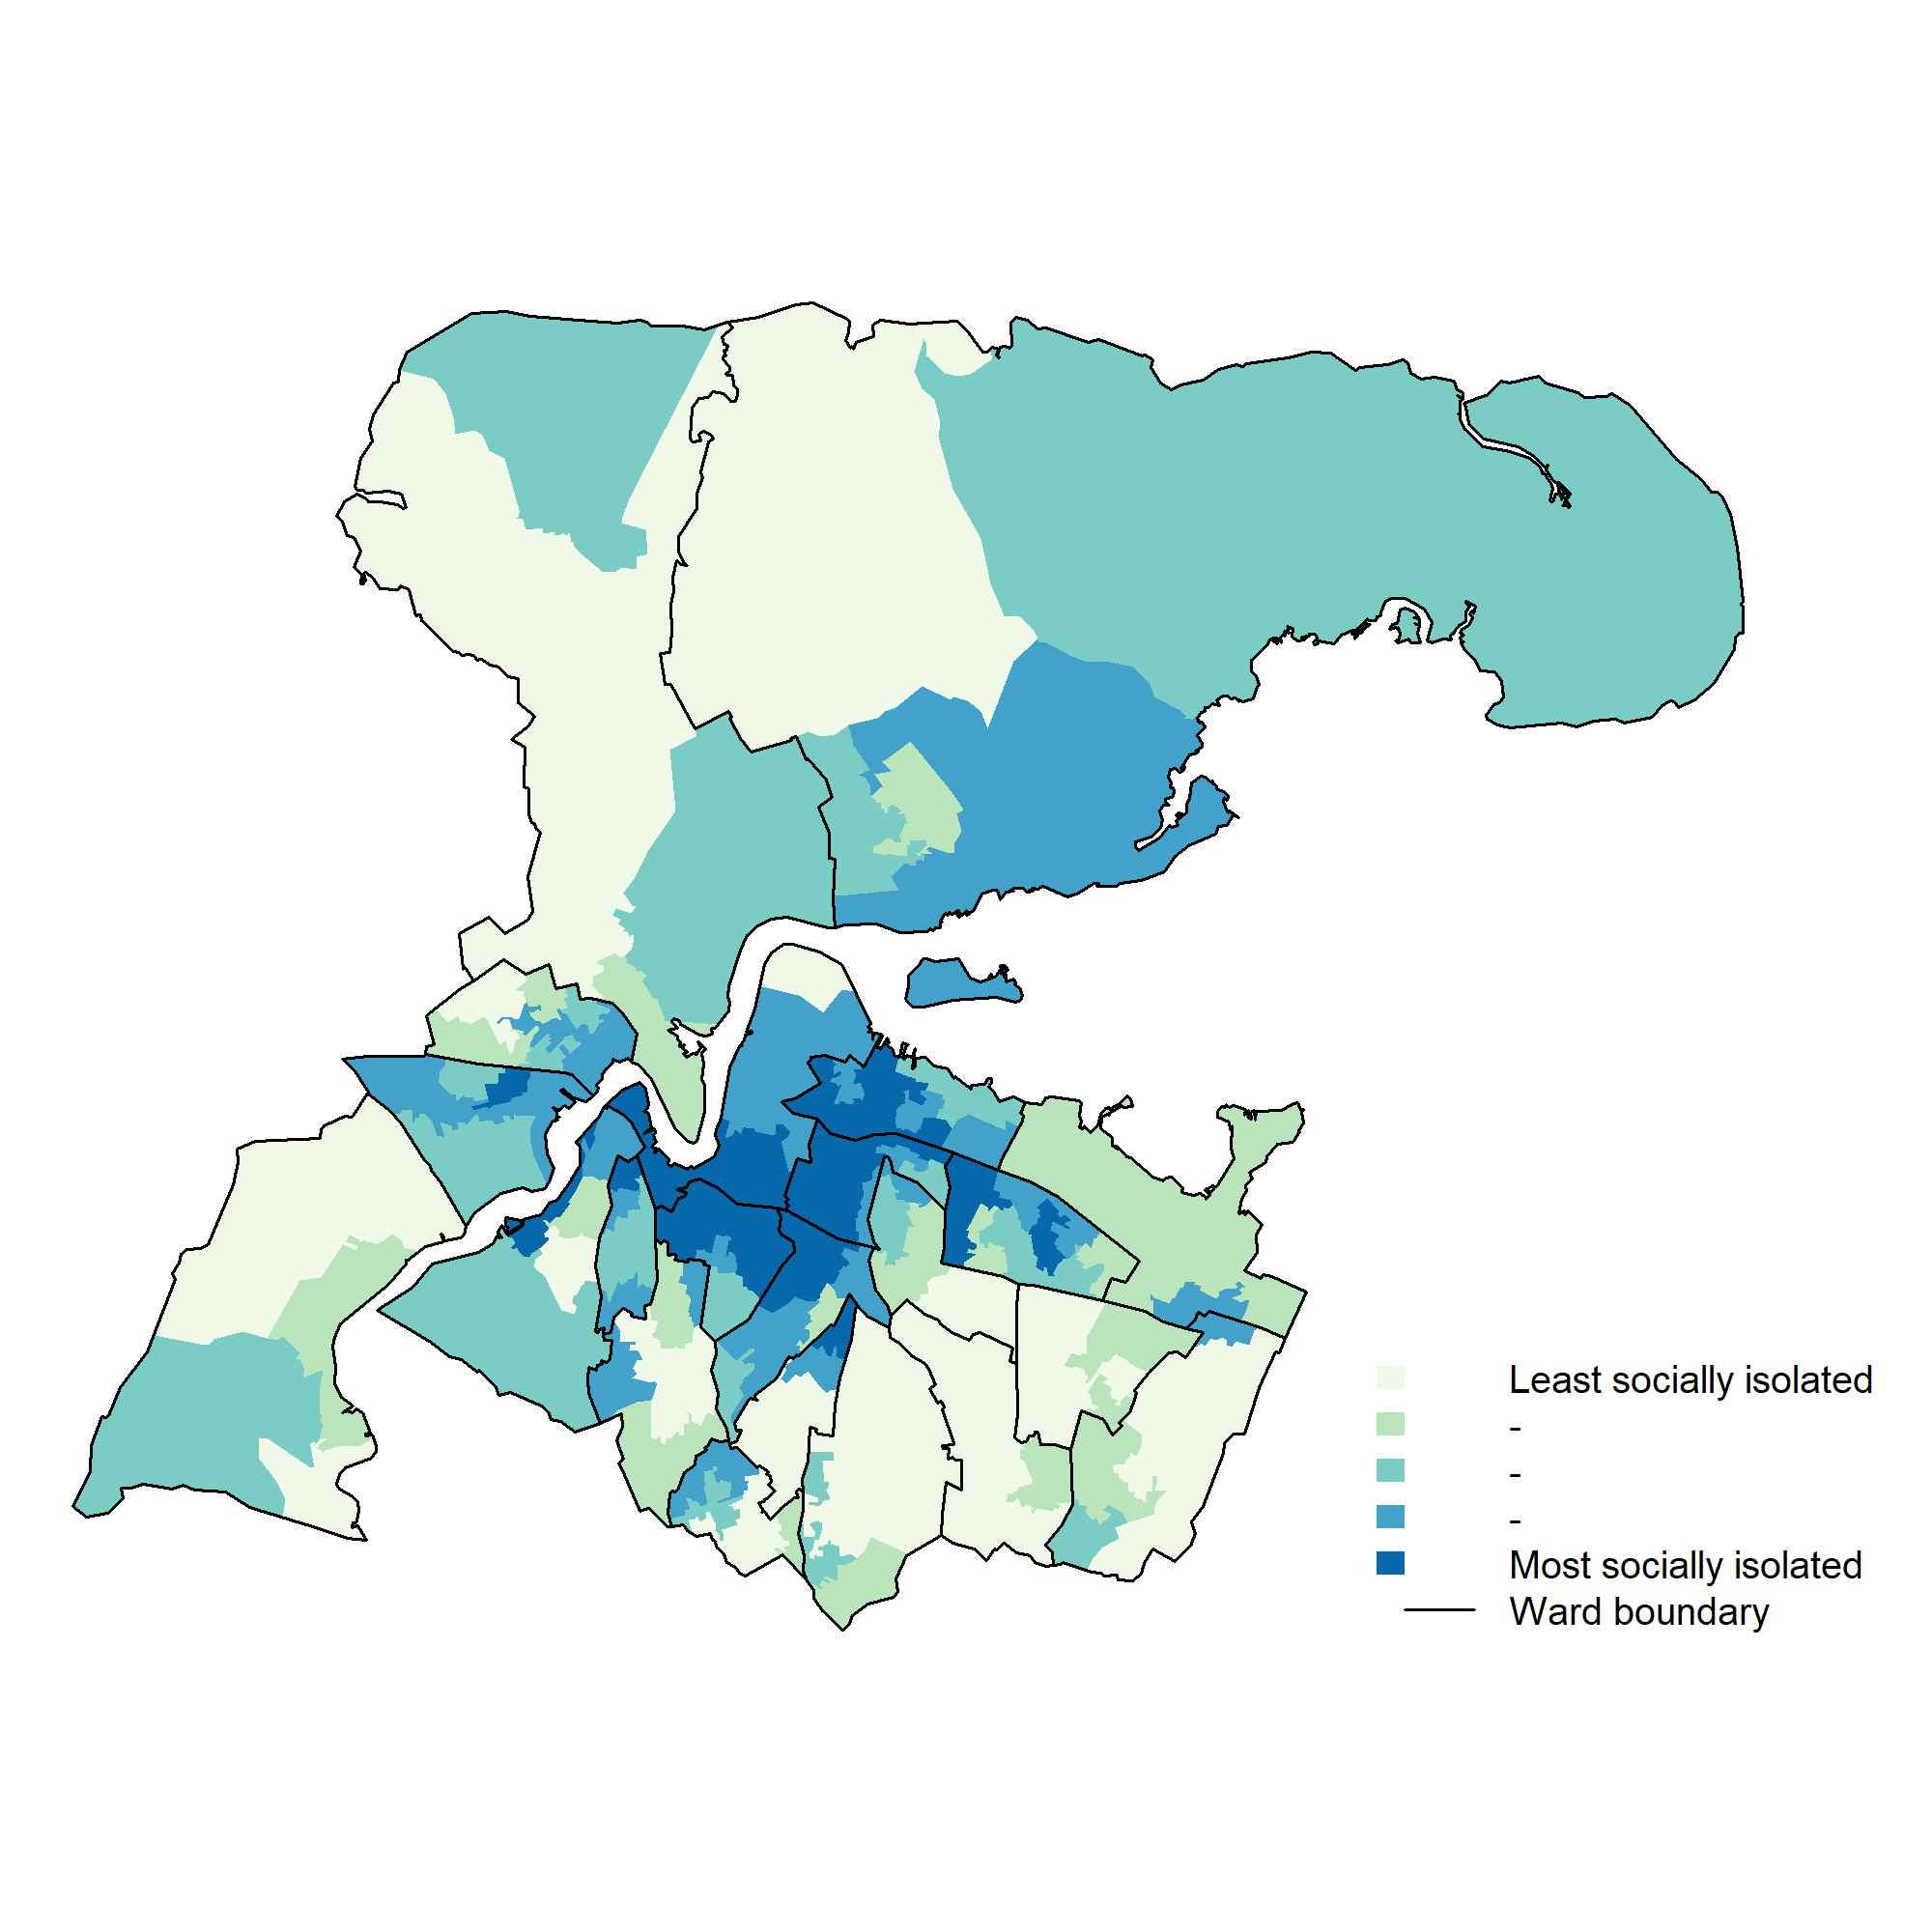 Least socially isolated
-
-
-
Most socially isolated
Ward boundary